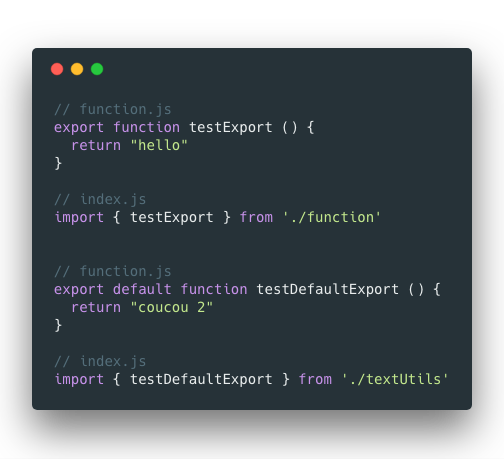 // function.js
export function testExport () {
  return "hello"
}
// index.js
import { testExport } from './function'
// function.js
export default function testDefaultExport () {
  return "coucou 2"
}
// index.js
import { testDefaultExport } from './textUtils'